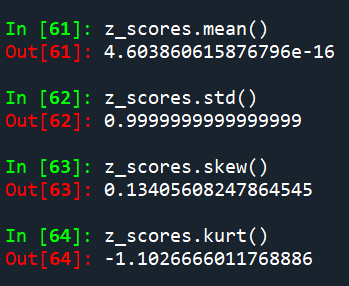 In [61]: z_scores.mean()
Out[61]: 4.603860615876796e-16
In [62]: z_scores.std()
Out[62]: 0.9999999999999999
In [63]: z_scores.skew()
Out[63]: 0.13405608247864545
In [64]: z_scores.kurt()
Out[64]: -1.1026666011768886